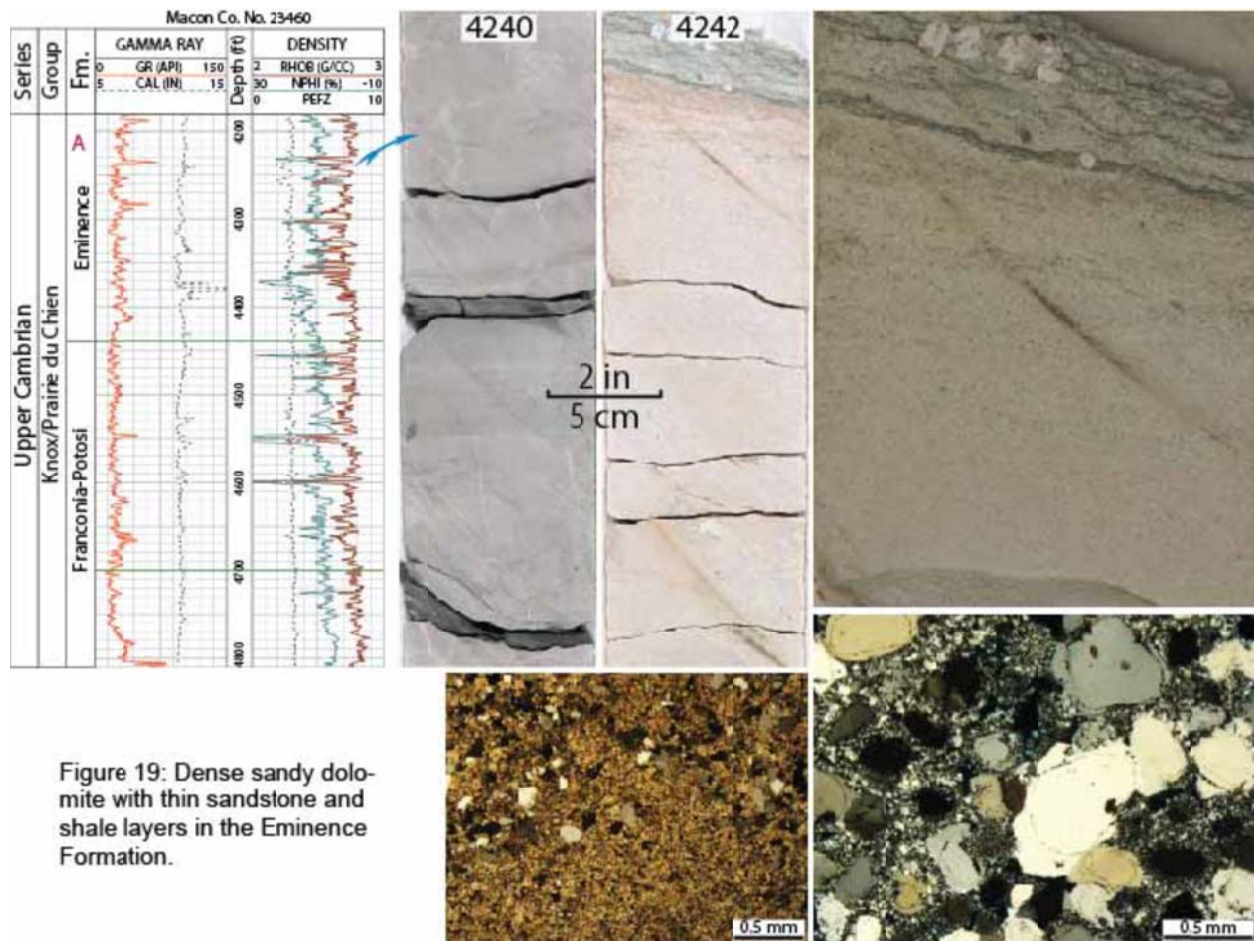 Macon Co. No. 23460
Series
Group
Fm.
GAMMA RAY
0 GR (API) 150
5 CAL (IN) 15
Depth (ft)
DENSITY
2 RHOB (G/CC) 3
30 NPHI (%) -10
0 PEFZ 10
Upper Cambrian
Knox/Prairie du Chien
A
Eminence
Franconia-Potosi
4200
4300
4400
4500
4600
4700
4800
4240
4242
2 in
5 cm
0.5 mm
0.5 mm
Figure 19: Dense sandy dolo-
mite with thin sandstone and
shale layers in the Eminence
Formation.